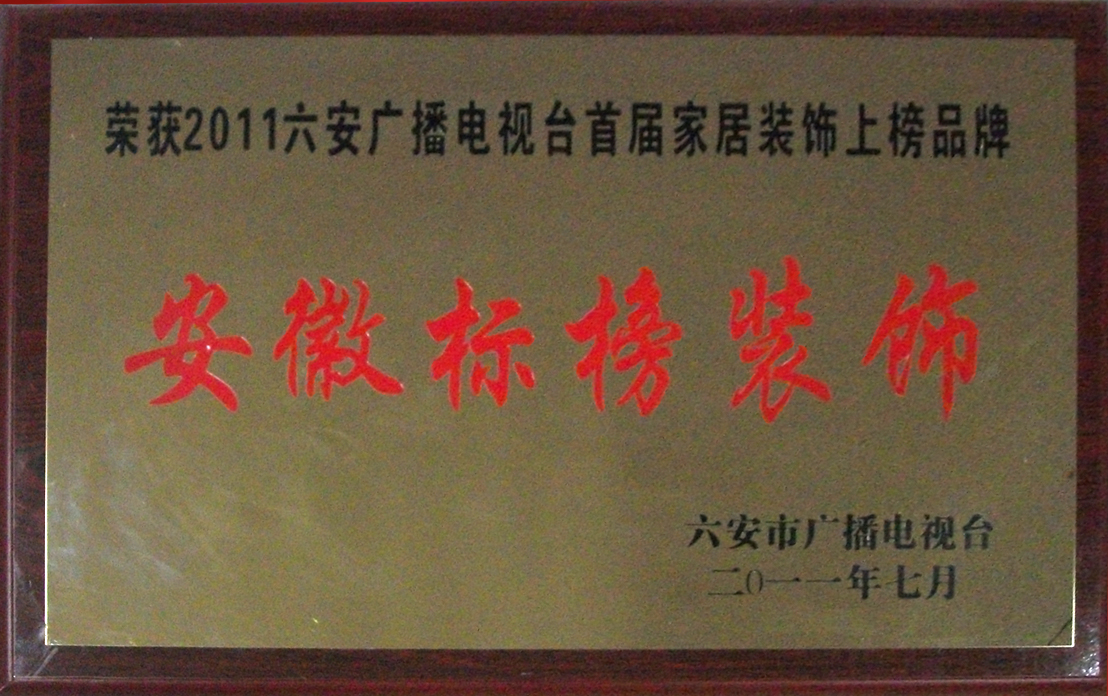 荣获2011六安广播电视台首届家居装饰上榜品牌
安徽标榜装饰
六安市广播电视台
二0一一年七月